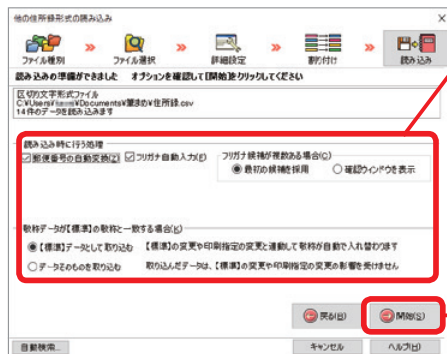 他の住所録形式の読み込み
ファイル種別 » ファイル選択 » 詳細設定 » 割り付け » 読み込み
読み込みの準備ができました オプションを確認して[開始]をクリックしてください
区切り文字形式ファイル
C:¥Users¥ ¥Documents¥筆まめ¥住所録.csv
14件のデータを読み込みます
読み込み時に行う処理
郵便番号の自動変換(Z) フリガナ自動入力(F) フリガナ候補が複数ある場合(C)
最初の候補を採用 確認ウィンドウを表示
敬称データが【標準】の敬称と一致する場合(K)
【標準】データとして取り込む 【標準】の変更や印刷指定の変更と連動して敬称が自動で入れ替わります
データそのものを取り込む 取り込んだデータは、【標準】の変更や印刷指定の変更の影響を受けません
戻る(B) 開始(S)
自動検索... キャンセル ヘルプ(H)